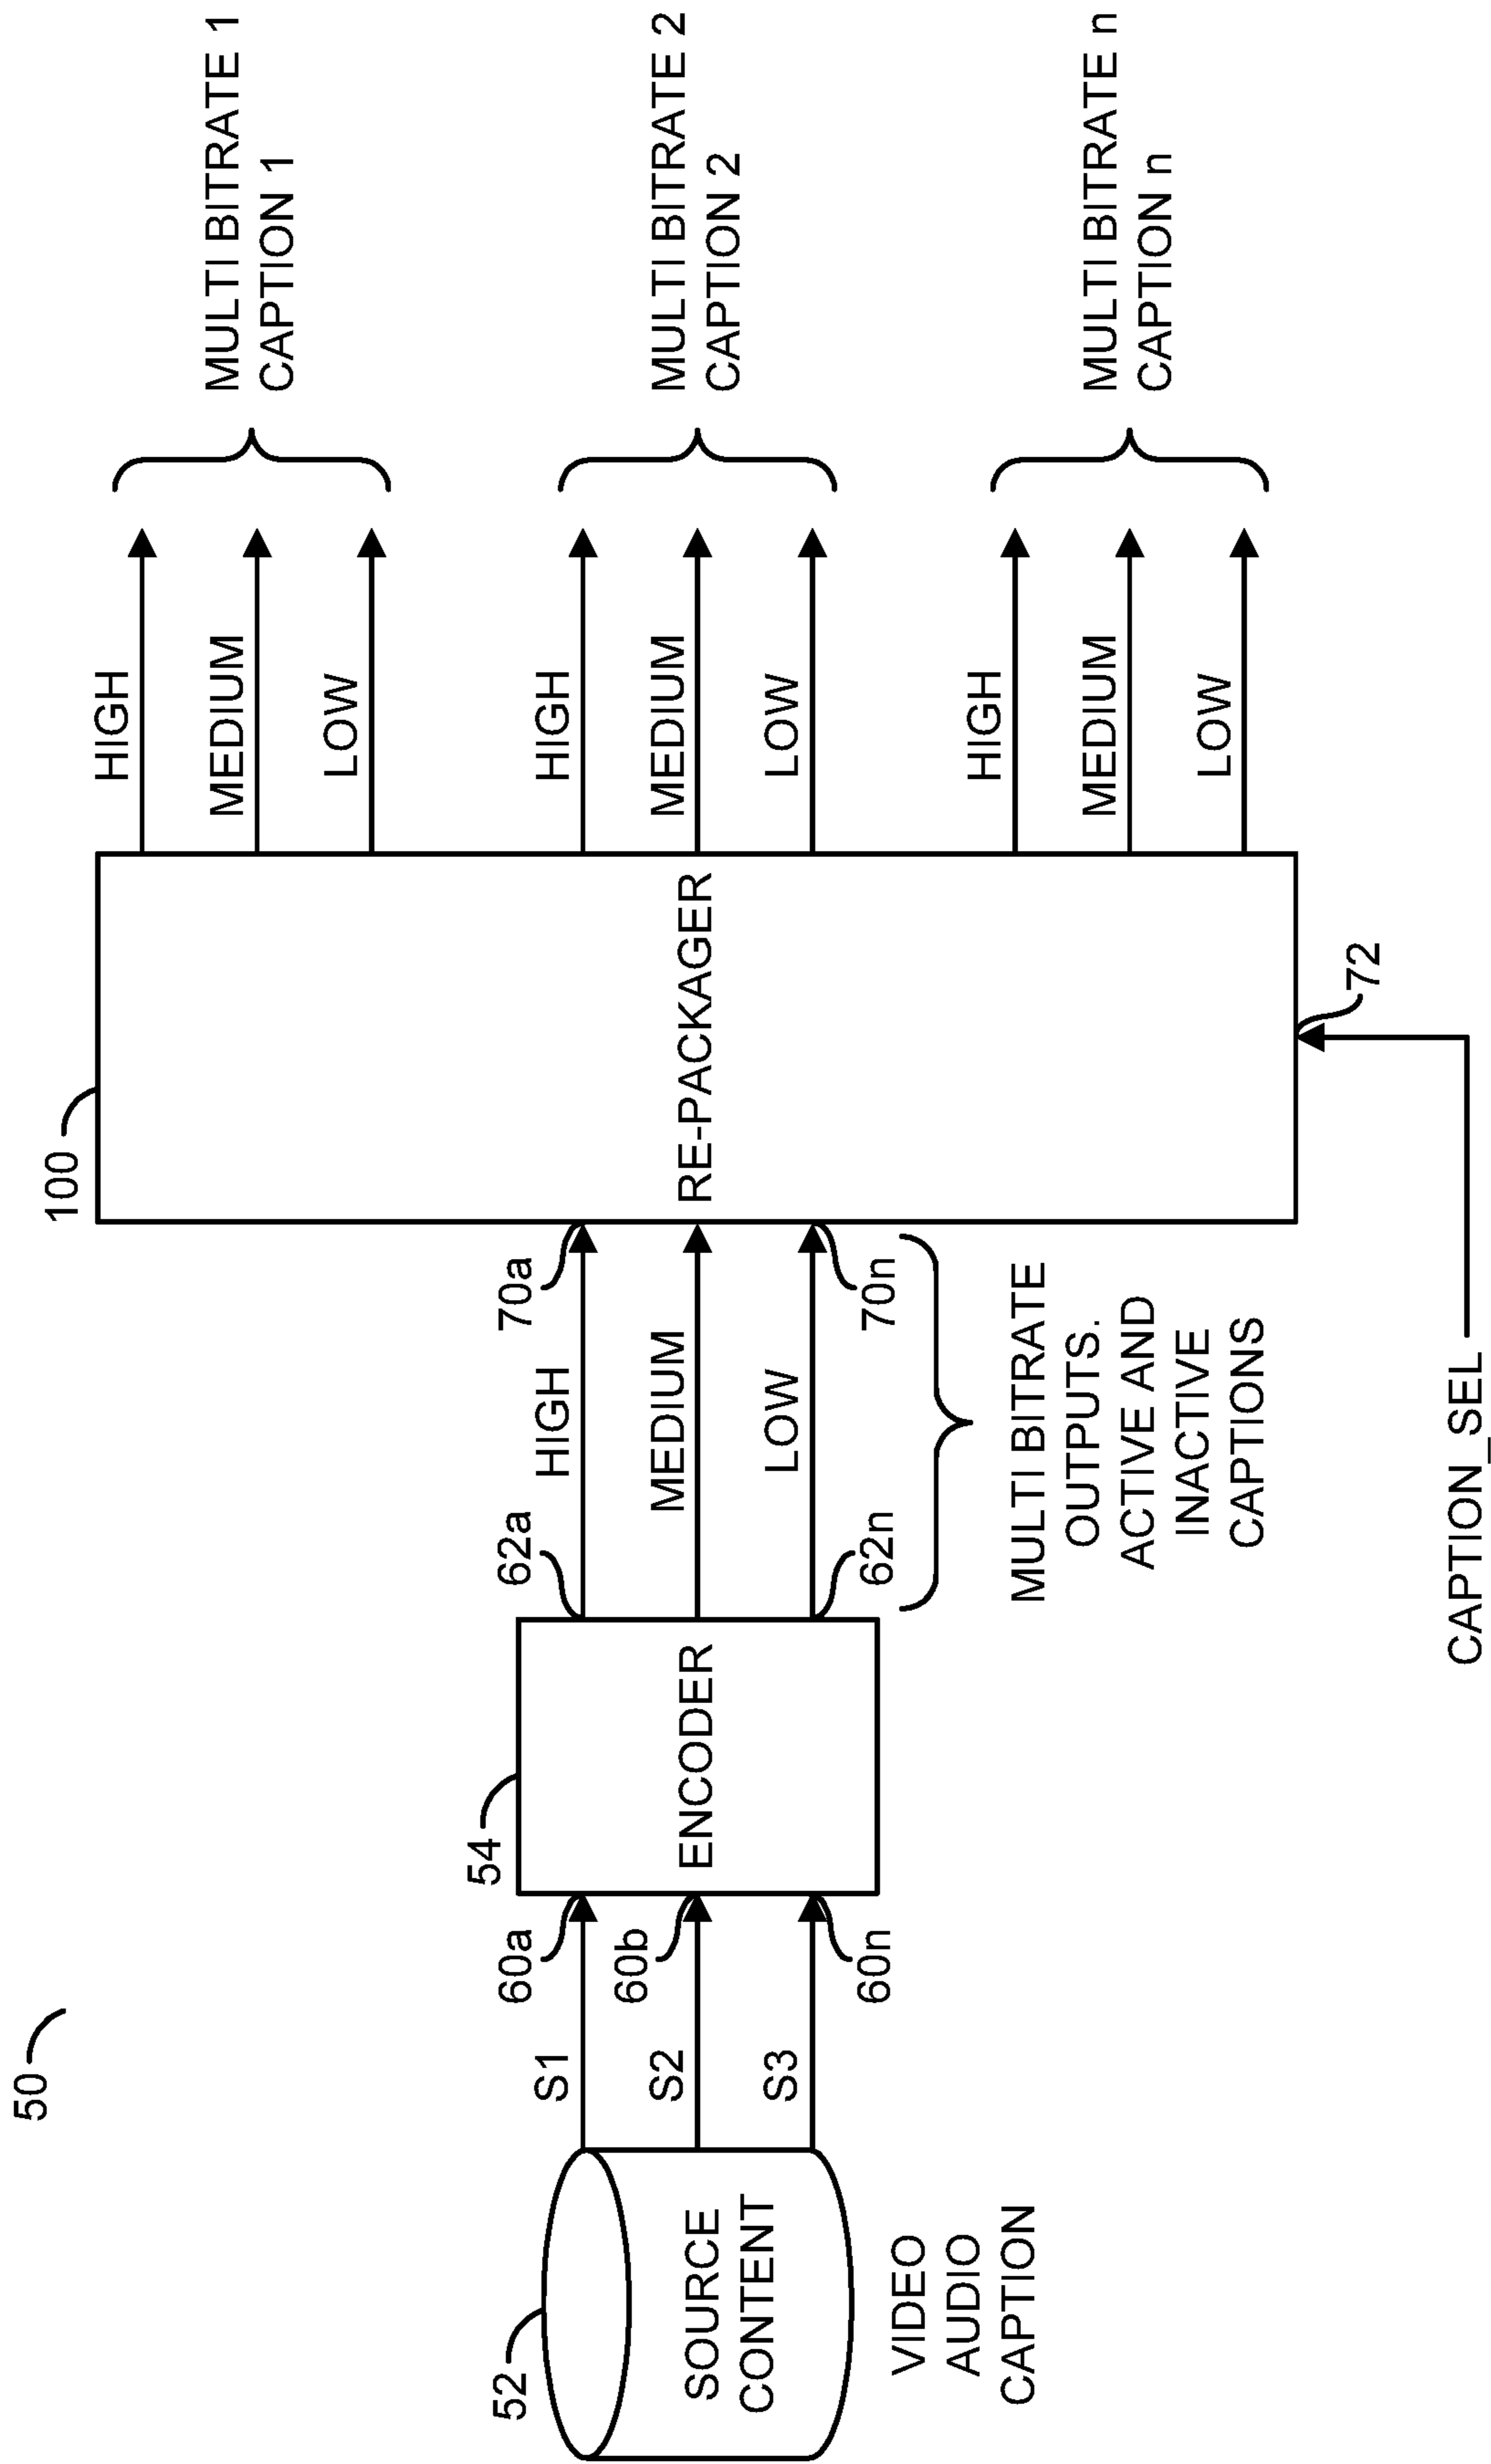 50
52
SOURCE
CONTENT
VIDEO
AUDIO
CAPTION
S1
S2
S3
60a
60b
60n
54
ENCODER
62a
62n
HIGH
MEDIUM
LOW
70a
70n
MULTI BITRATE
OUTPUTS.
ACTIVE AND
INACTIVE
CAPTIONS
CAPTION_SEL
72
100
RE-PACKAGER
HIGH
MEDIUM
LOW
MULTI BITRATE 1
CAPTION 1
HIGH
MEDIUM
LOW
MULTI BITRATE 2
CAPTION 2
HIGH
MEDIUM
LOW
MULTI BITRATE n
CAPTION n